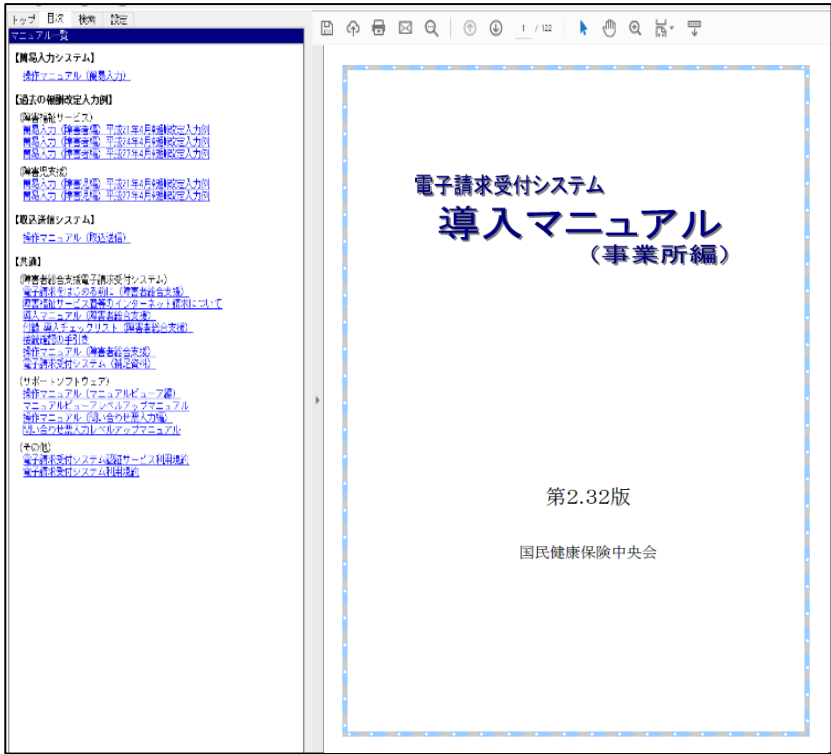 トップ 目次 検索 設定
マニュアル一覧
【簡易入力システム】
操作マニュアル（簡易入力）
【過去の報酬改定入力例】
(障害福祉サービス)
簡易入力（障害者編）平成21年4月報酬改定入力例
簡易入力（障害者編）平成24年4月報酬改定入力例
簡易入力（障害者編）平成27年4月報酬改定入力例
(障害児支援)
簡易入力（障害児編）平成21年4月報酬改定入力例
簡易入力（障害児編）平成27年4月報酬改定入力例
【取込送信システム】
操作マニュアル（取込送信）
【共通】
(障害者総合支援電子請求受付システム)
電子請求をはじめる前に（障害者総合支援）
障害福祉サービス費等のインターネット請求について
導入マニュアル（障害者総合支援）
付録 導入チェックリスト（障害者総合支援）
接続確認の手引き
操作マニュアル（障害者総合支援）
電子請求受付システム（補足資料）
(サポートソフトウェア)
操作マニュアル（マニュアルビューア編）
マニュアルビューアレベルアップマニュアル
操作マニュアル（問い合わせ票入力編）
問い合わせ票入力レベルアップマニュアル
(その他)
電子請求受付システム認証サービス利用規約
電子請求受付システム利用規約
1 / 122
電子請求受付システム
導入マニュアル
（事業所編）
第2.32版
国民健康保険中央会